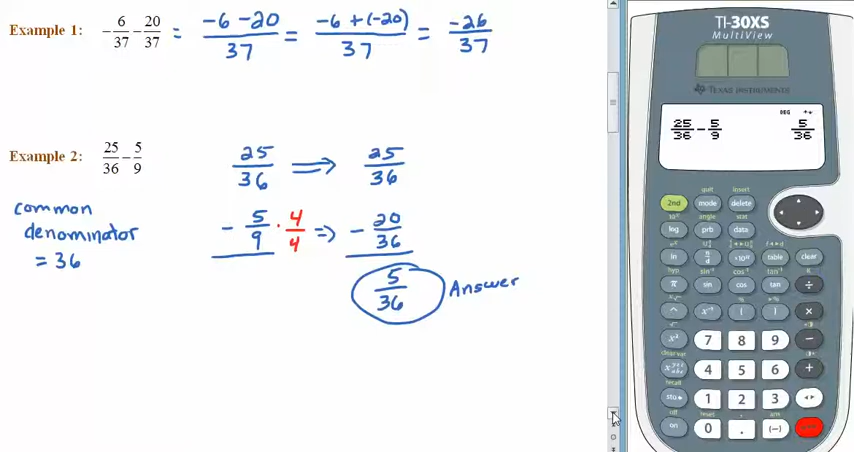 Example 1: -6/37 - 20/37 = (-6 - 20)/37 = (-6 + (-20))/37 = -26/37
Example 2: 25/36 - 5/9
25/36 ⟹ 25/36
common
denominator
= 36
- 5/9 · 4/4 ⇒ - 20/36
5/36 Answer
TI-30XS
MultiView
TEXAS INSTRUMENTS
DEG
25/36 - 5/9 5/36
quit insert
2nd mode delete
angle stat
log prb data
ln n/d table clear
hyp sin⁻¹ cos⁻¹ tan⁻¹
π sin cos tan ÷
^ x⁻¹ ( ) ×
x² 7 8 9 −
clear var
4 5 6 +
recall
sto 1 2 3
off reset ans
on 0 . (−)